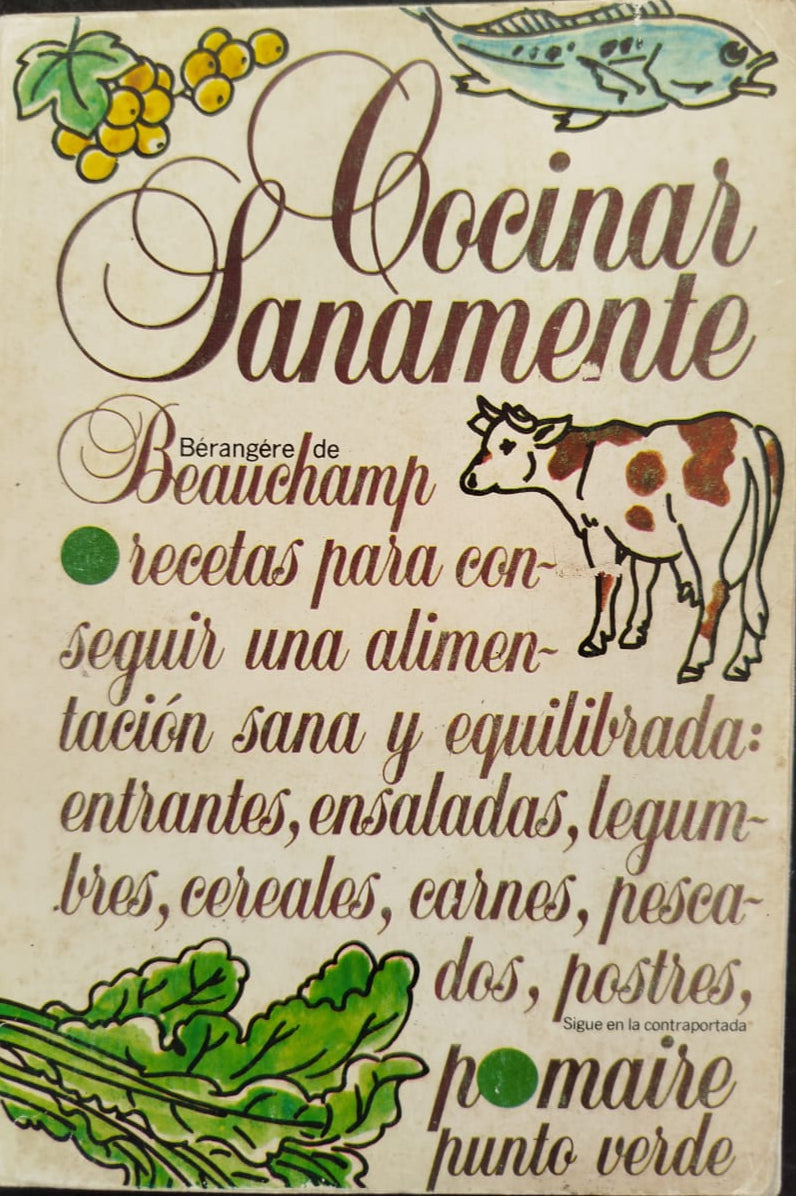 Cocinar
Sanamente
Bérangére de
Beauchamp
recetas para con-
seguir una alimen-
tación sana y equilibrada:
entrantes, ensaladas, legum-
bres, cereales, carnes, pesca-
dos, postres,
Sigue en la contraportada
pomaire
punto verde